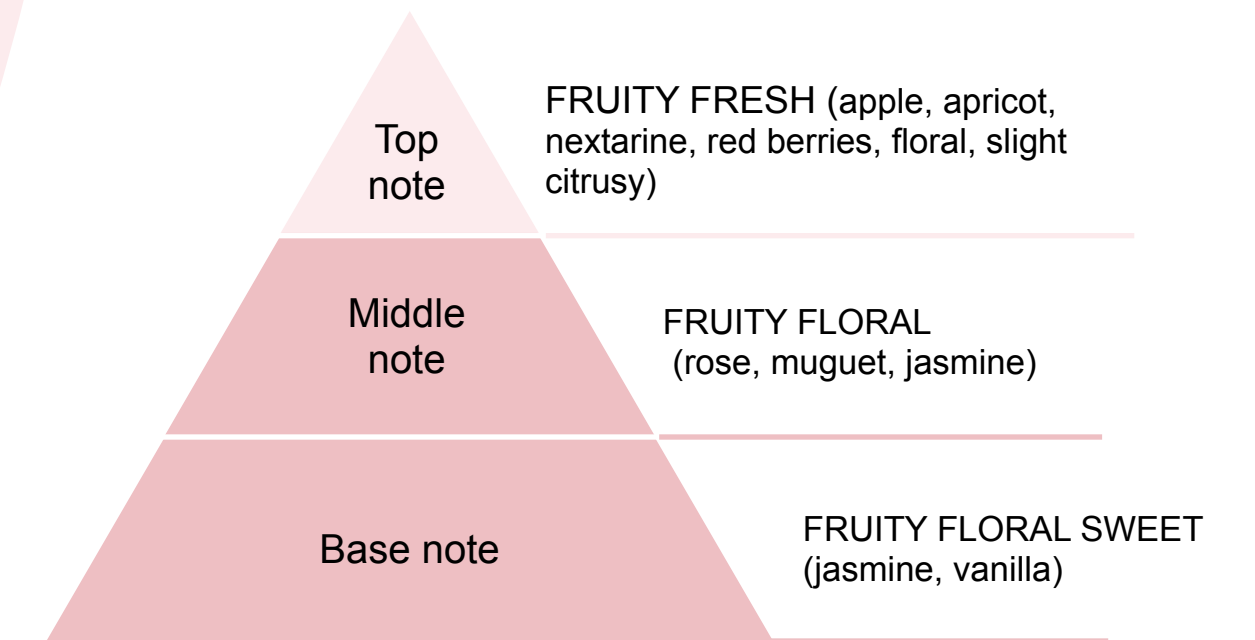 Top
note
FRUITY FRESH (apple, apricot,
nextarine, red berries, floral, slight
citrusy)
Middle
note
FRUITY FLORAL
(rose, muguet, jasmine)
Base note
FRUITY FLORAL SWEET
(jasmine, vanilla)